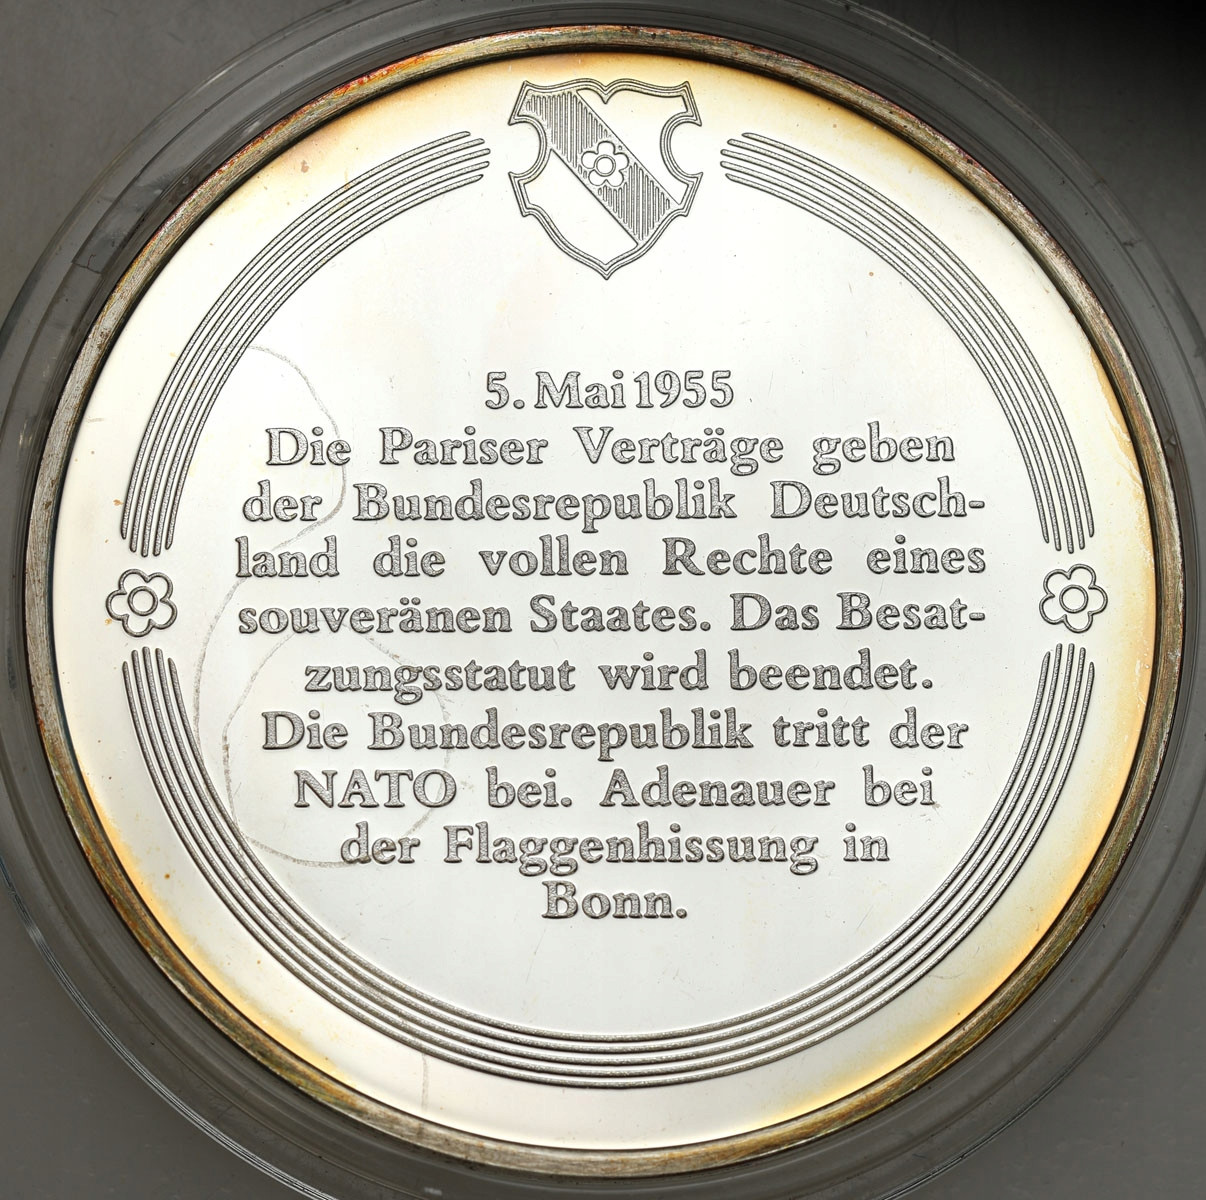 5. Mai 1955
Die Pariser Verträge geben
der Bundesrepublik Deutsch-
land die vollen Rechte eines
souveränen Staates. Das Besat-
zungsstatut wird beendet.
Die Bundesrepublik tritt der
NATO bei. Adenauer bei
der Flaggenhissung in
Bonn.